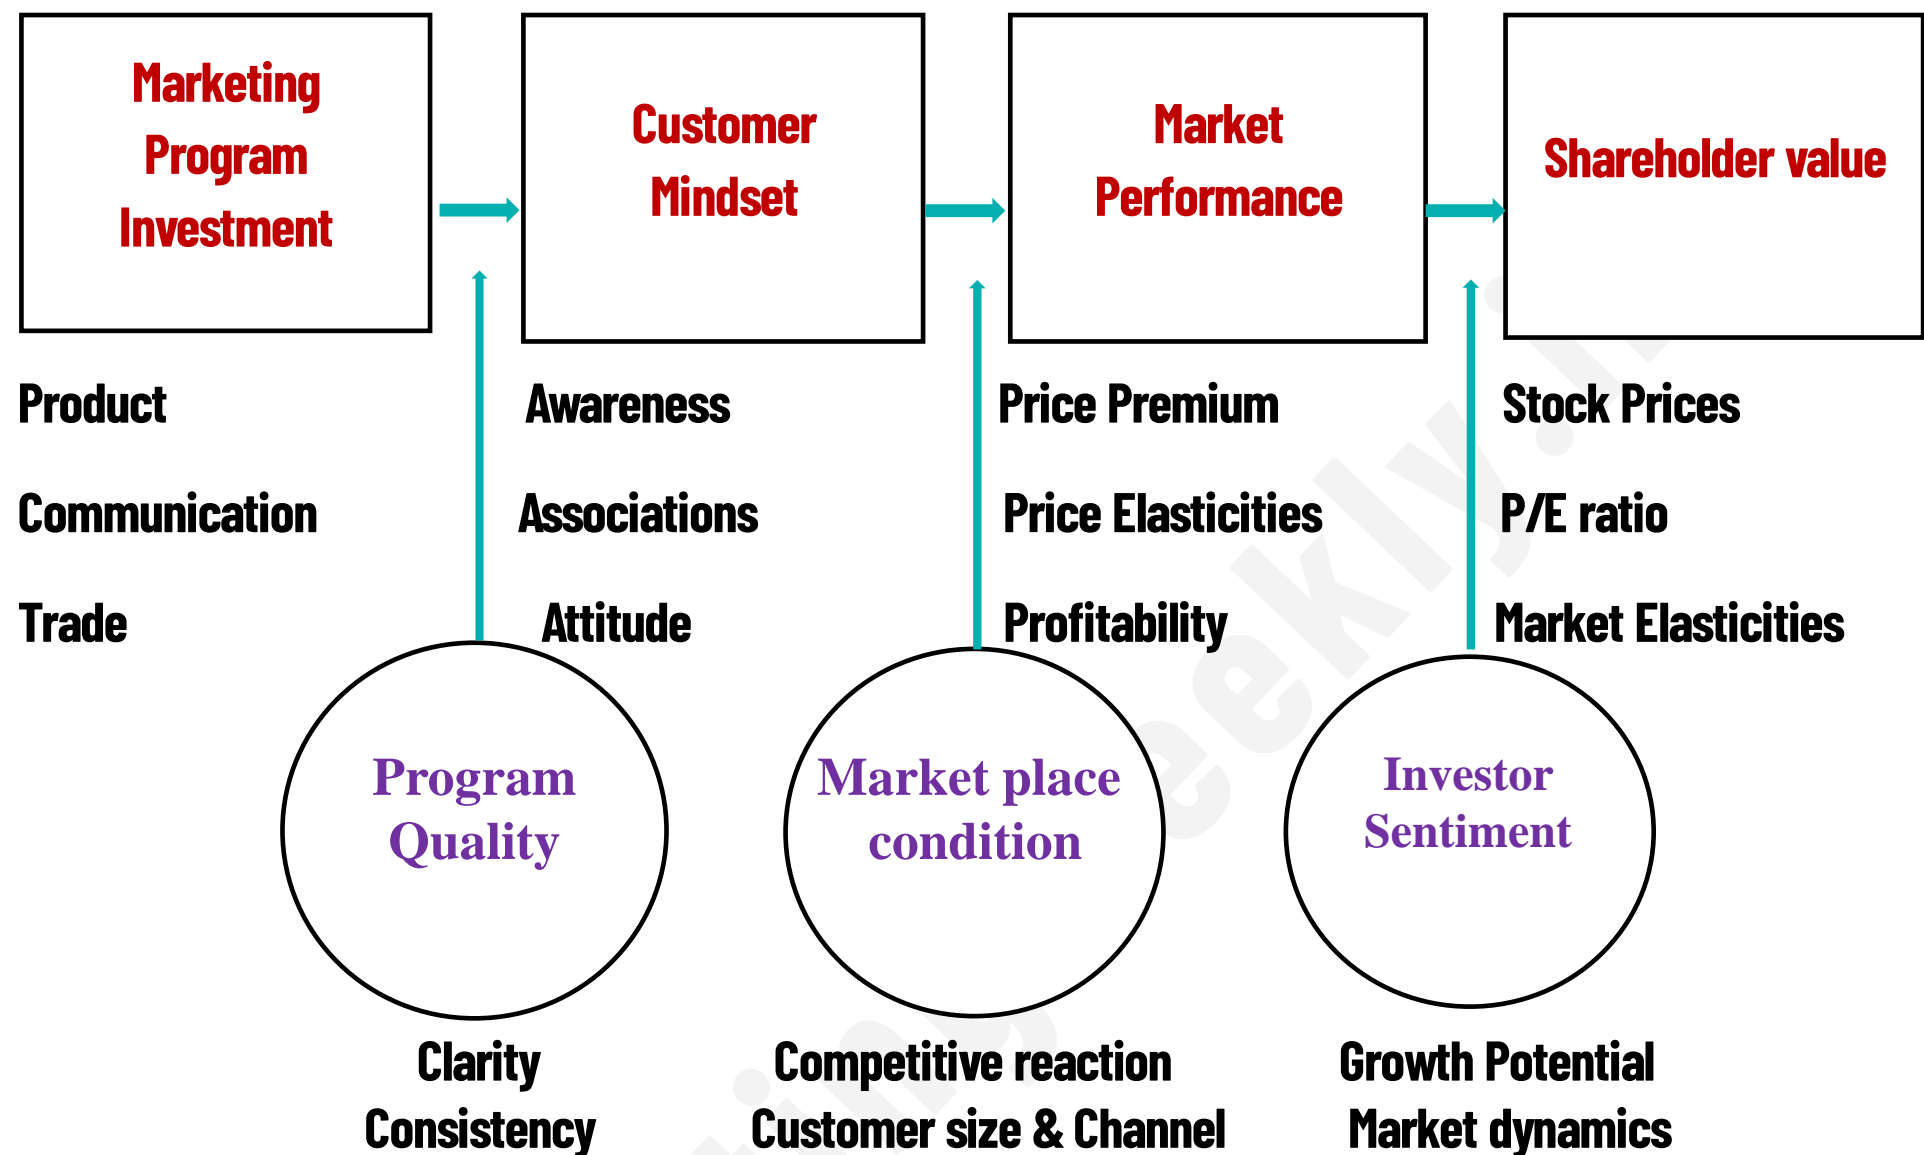 Marketing
Program
Investment
Customer
Mindset
Market
Performance
Shareholder value
Product
Communication
Trade
Awareness
Associations
Attitude
Price Premium
Price Elasticities
Profitability
Stock Prices
P/E ratio
Market Elasticities
Program
Quality
Market place
condition
Investor
Sentiment
Clarity
Consistency
Competitive reaction
Customer size & Channel
Growth Potential
Market dynamics